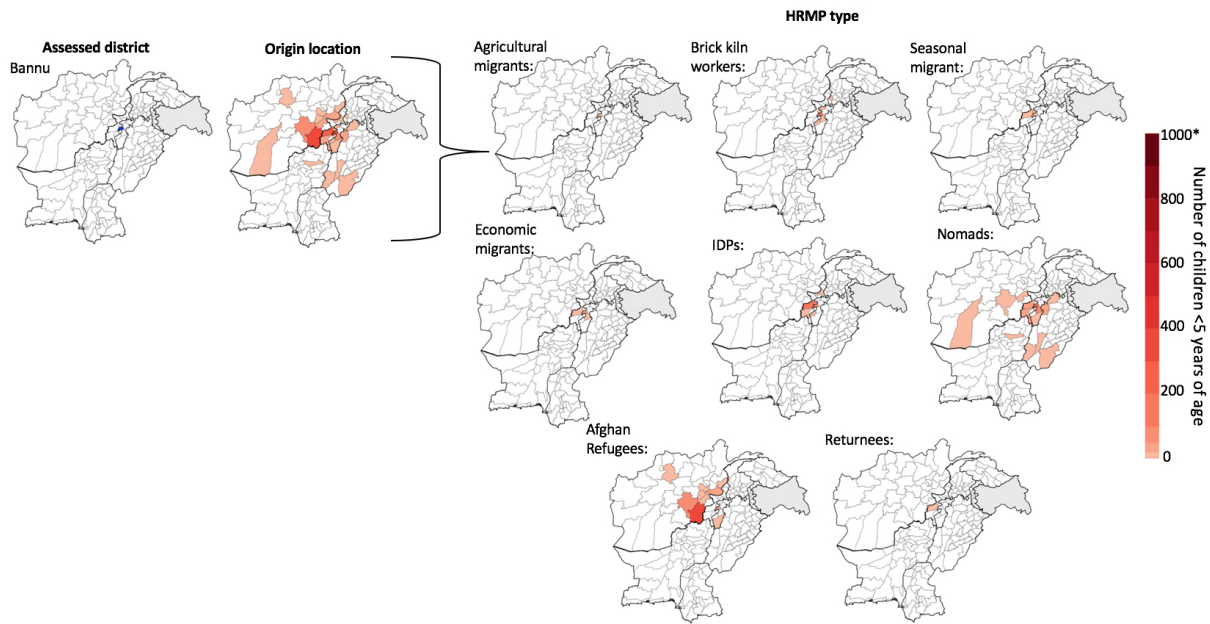 HRMP type
Assessed district
Origin location
Bannu
Agricultural
migrants:
Brick kiln
workers:
Seasonal
migrant:
Economic
migrants:
IDPs:
Nomads:
Afghan
Refugees:
Returnees:
1000*
800
600
400
200
0
Number of children <5 years of age